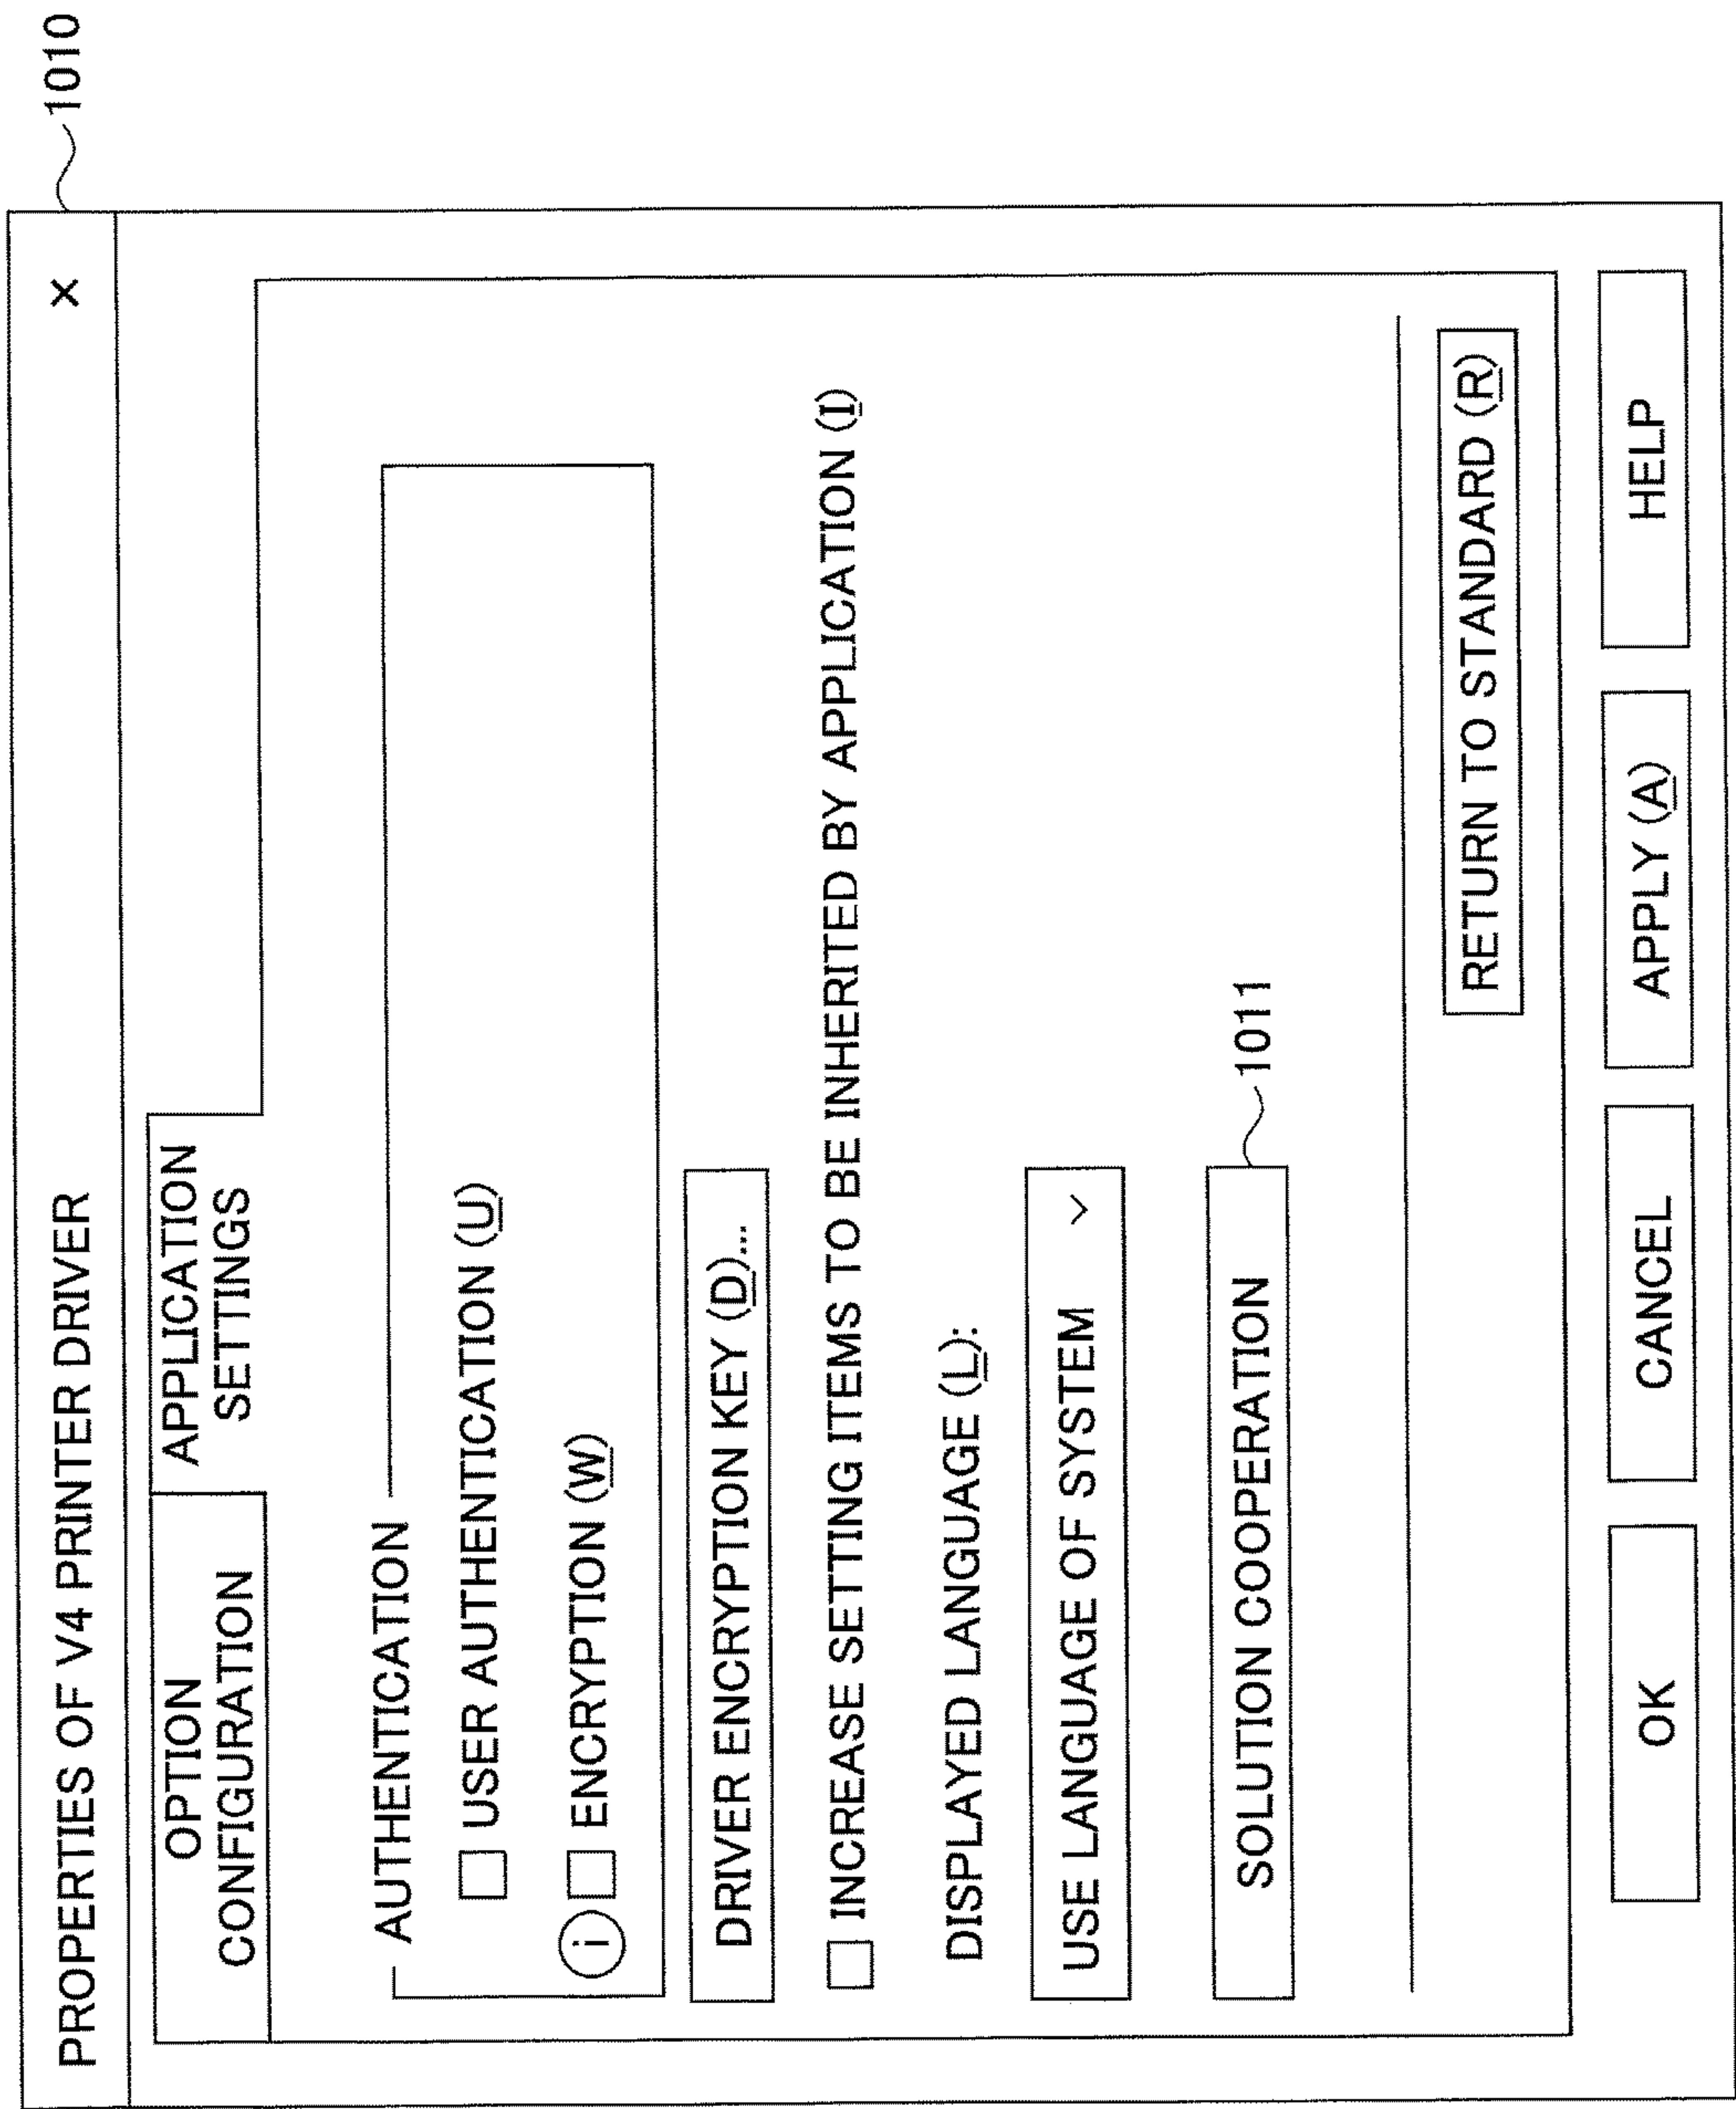 1010
PROPERTIES OF V4 PRINTER DRIVER ×
OPTION
CONFIGURATION
APPLICATION
SETTINGS
AUTHENTICATION
USER AUTHENTICATION (U)
i ENCRYPTION (W)
DRIVER ENCRYPTION KEY (D)...
INCREASE SETTING ITEMS TO BE INHERITED BY APPLICATION (I)
DISPLAYED LANGUAGE (L):
USE LANGUAGE OF SYSTEM
SOLUTION COOPERATION
1011
RETURN TO STANDARD (R)
OK
CANCEL
APPLY (A)
HELP